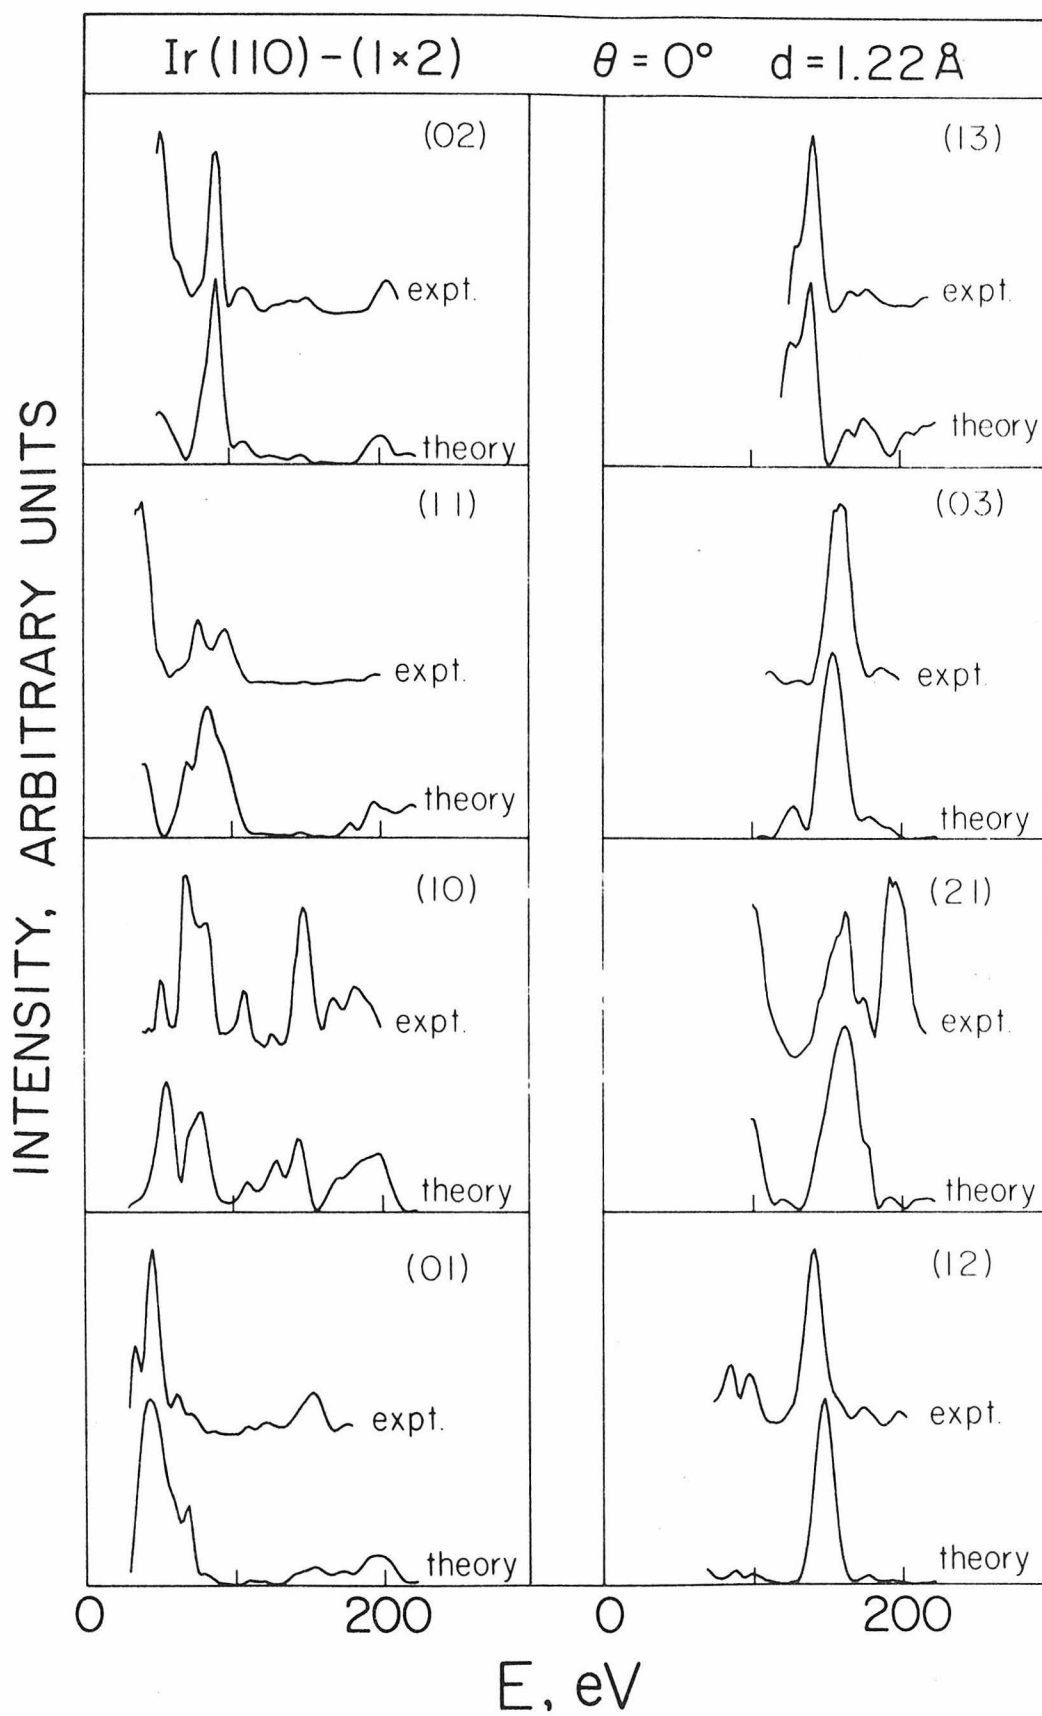 Ir(110)-(1×2) θ = 0° d = 1.22 Å
INTENSITY, ARBITRARY UNITS
(02)
expt.
theory
(11)
expt.
theory
(10)
expt.
theory
(01)
expt.
theory
(13)
expt.
theory
(03)
expt.
theory
(21)
expt.
theory
(12)
expt.
theory
0 200 0 200
E, eV